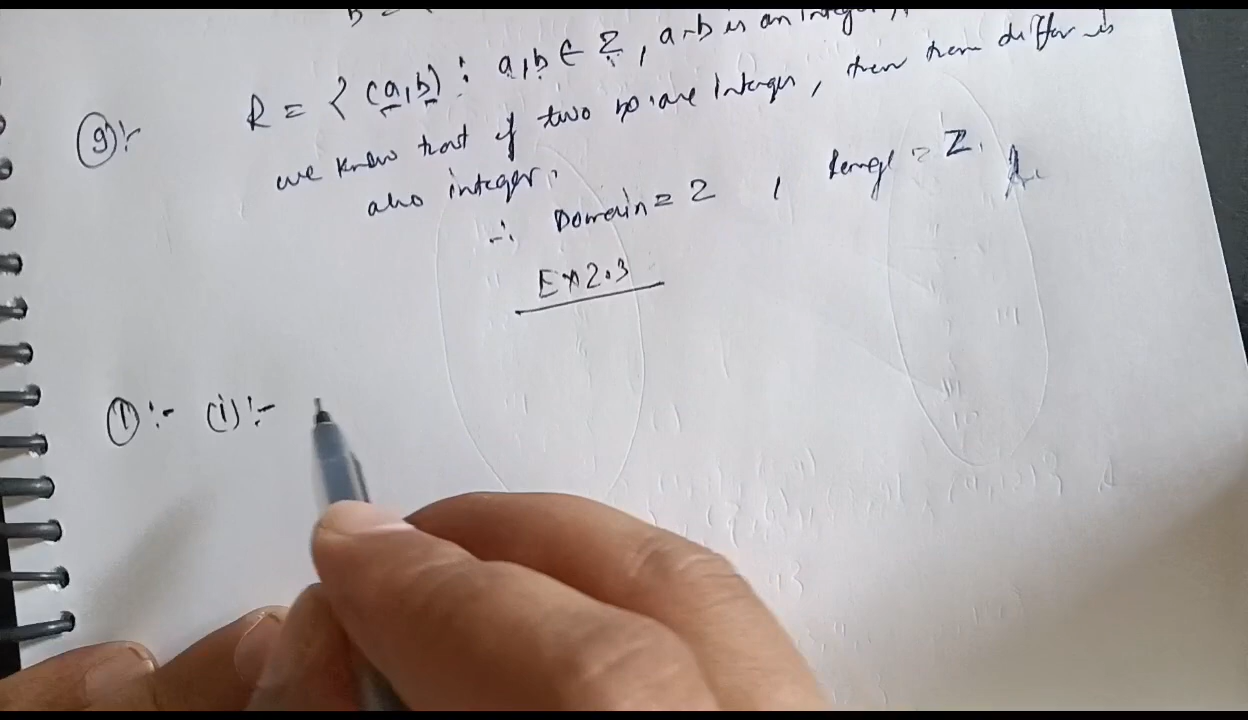 B =
⑨:- R = { (a,b) : a,b ∈ Z, a-b is an integer }.
we know that if two no. are Integer, then them differ is
also integer.
∴ Domain = Z , = Z.
Ex 2.3
①:- (i):-